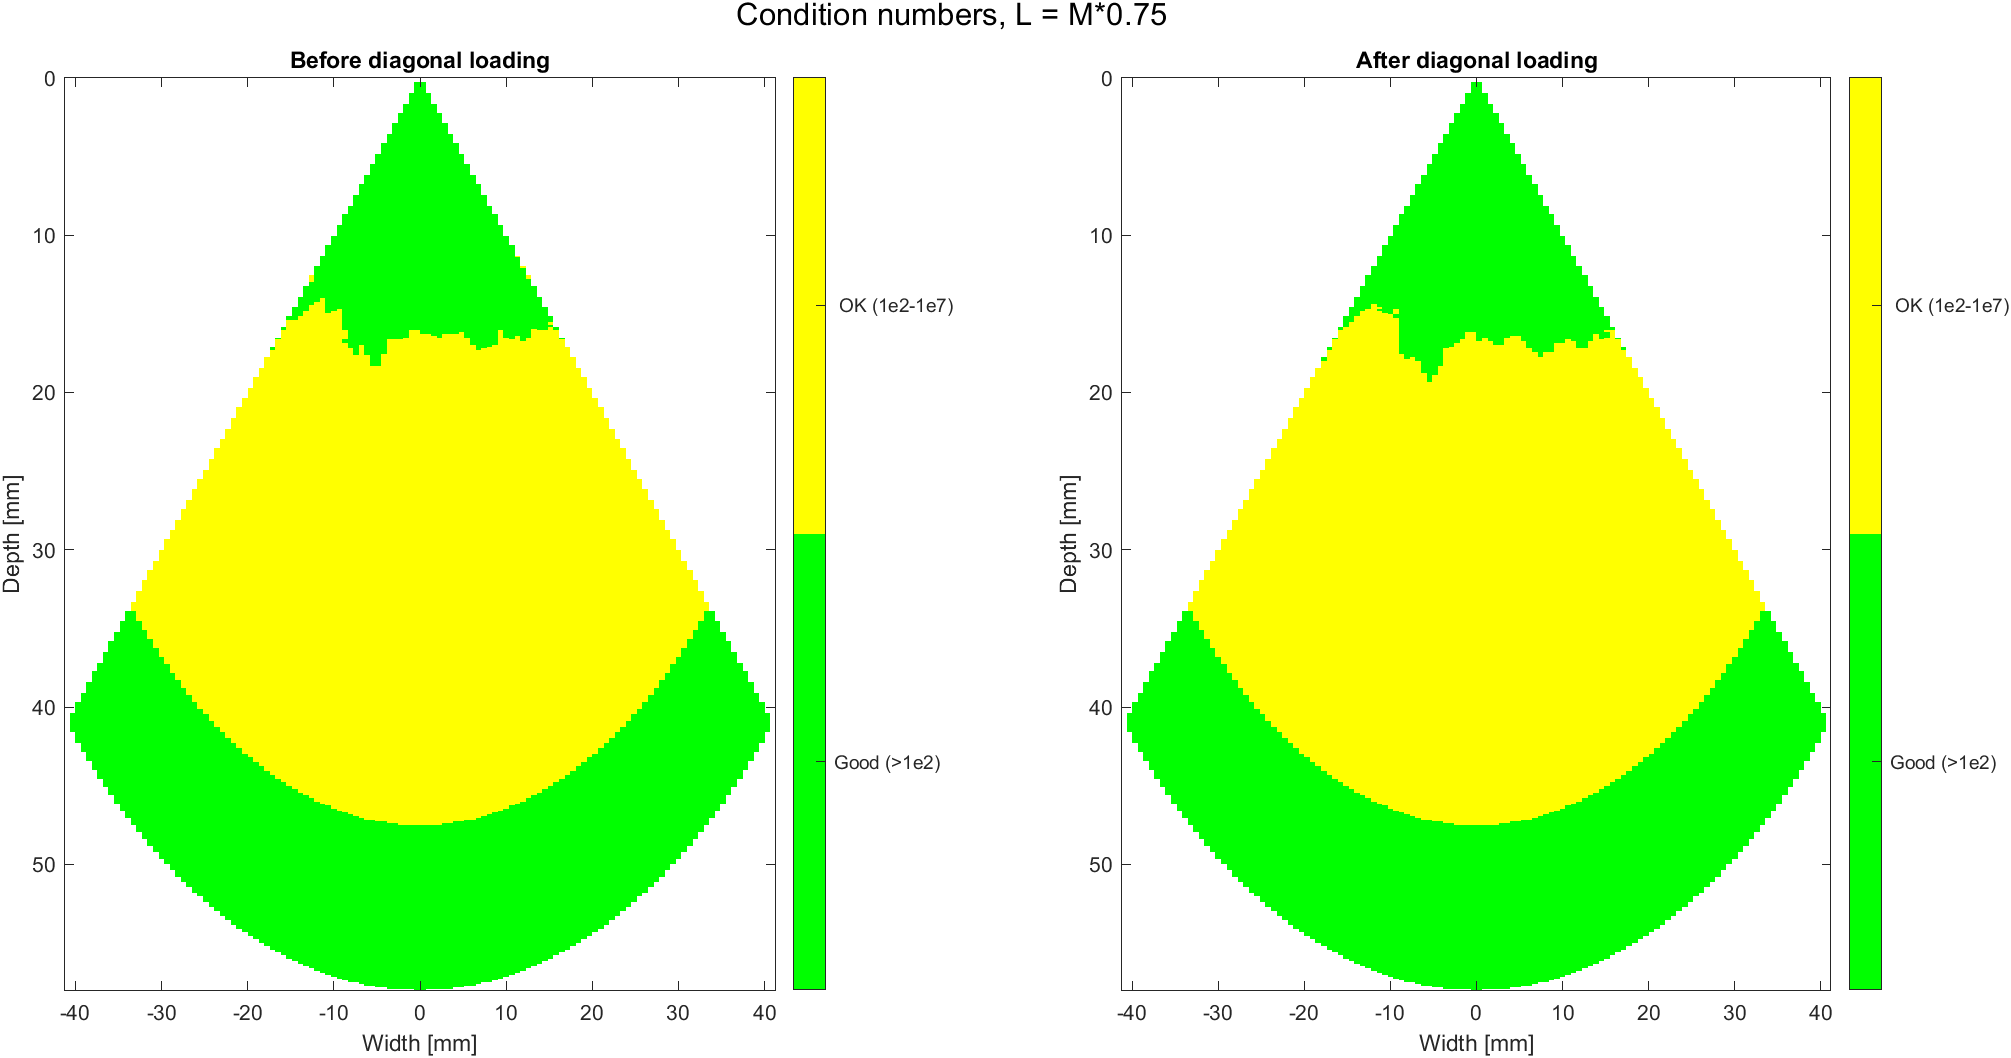 Condition numbers, L = M*0.75
Before diagonal loading
0
10
20
30
40
50
Depth [mm]
-40 -30 -20 -10 0 10 20 30 40
Width [mm]
OK (1e2-1e7)
Good (>1e2)
After diagonal loading
0
10
20
30
40
50
Depth [mm]
-40 -30 -20 -10 0 10 20 30 40
Width [mm]
OK (1e2-1e7)
Good (>1e2)